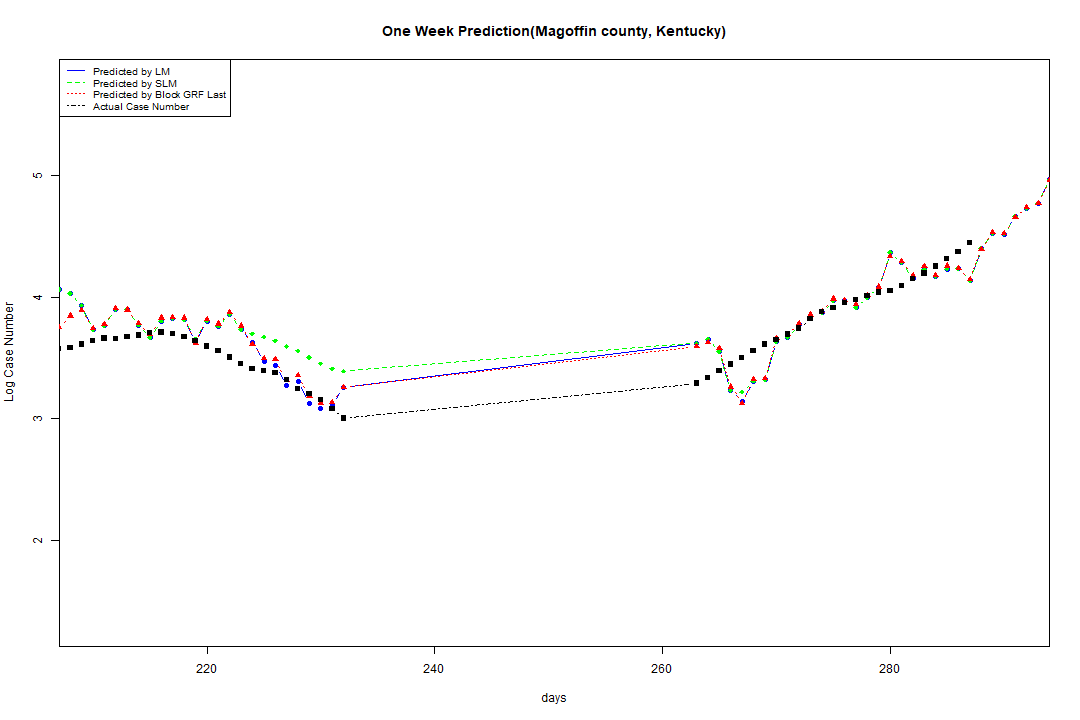 One Week Prediction(Magoffin county, Kentucky)
Predicted by LM
Predicted by SLM
Predicted by Block GRF Last
Actual Case Number
5
4
3
2
Log Case Number
220
240
260
280
days